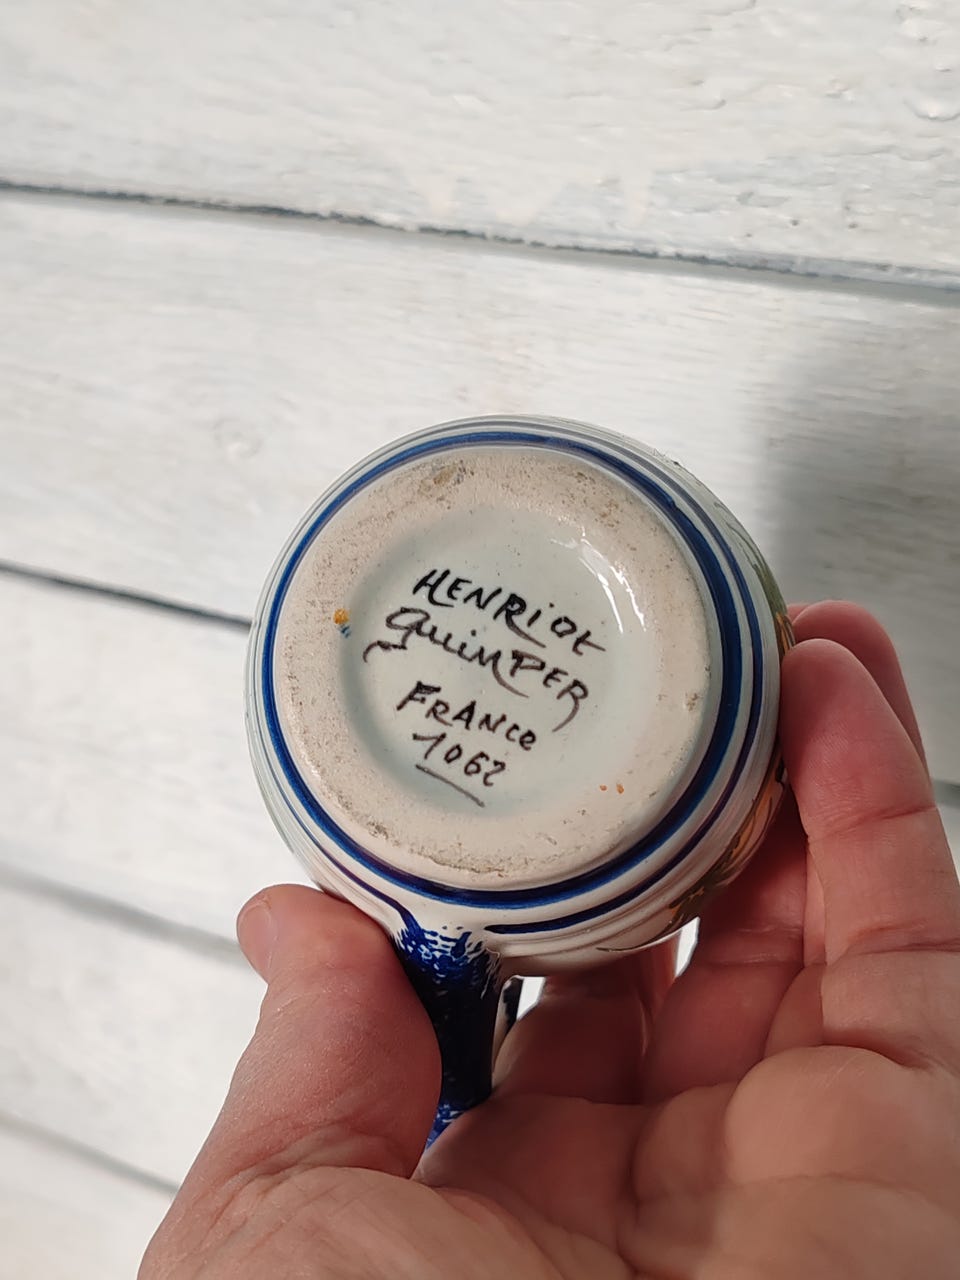 HENRiot
QuiMPER
FRANCe
1062